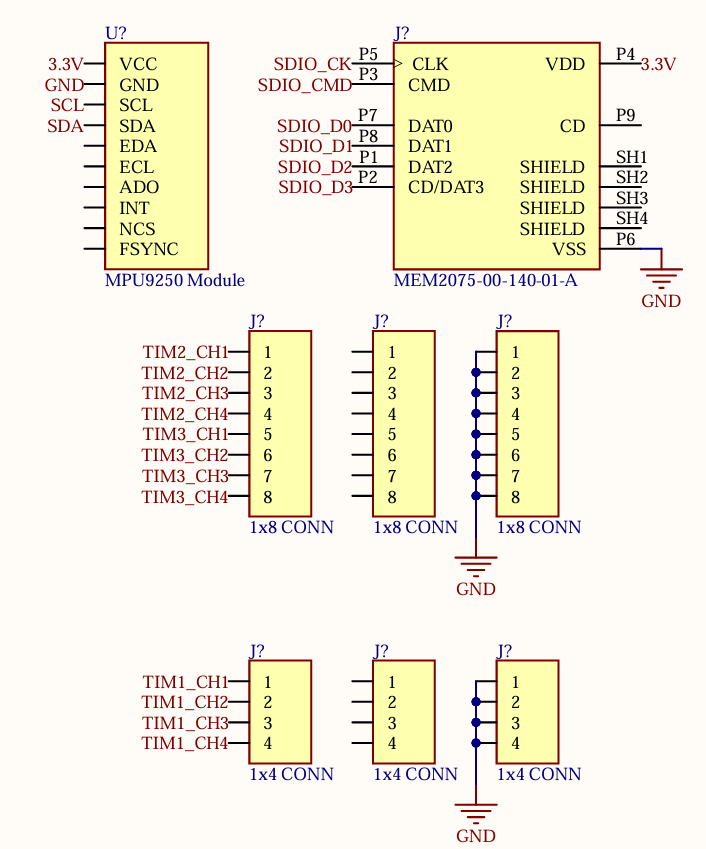 U?
3.3V VCC
GND GND
SCL SCL
SDA SDA
EDA
ECL
ADO
INT
NCS
FSYNC
MPU9250 Module
J?
SDIO_CK P5 > CLK VDD P4 3.3V
SDIO_CMD P3 CMD
SDIO_D0 P7 DAT0 CD P9
SDIO_D1 P8 DAT1
SDIO_D2 P1 DAT2 SHIELD SH1
SDIO_D3 P2 CD/DAT3 SHIELD SH2
SHIELD SH3
SHIELD SH4
VSS P6
MEM2075-00-140-01-A
GND
J? J? J?
TIM2_CH1 1 1 1
TIM2_CH2 2 2 2
TIM2_CH3 3 3 3
TIM2_CH4 4 4 4
TIM3_CH1 5 5 5
TIM3_CH2 6 6 6
TIM3_CH3 7 7 7
TIM3_CH4 8 8 8
1x8 CONN 1x8 CONN 1x8 CONN
GND
J? J? J?
TIM1_CH1 1 1 1
TIM1_CH2 2 2 2
TIM1_CH3 3 3 3
TIM1_CH4 4 4 4
1x4 CONN 1x4 CONN 1x4 CONN
GND